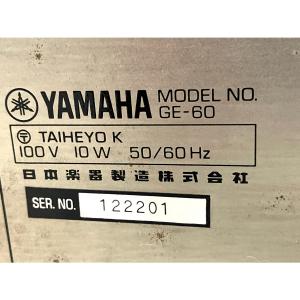 YAMAHA MODEL NO. GE-60
〒 TAIHEYO K
100V 10W 50/60Hz
日本楽器製造株式会社
SER. NO. 122201